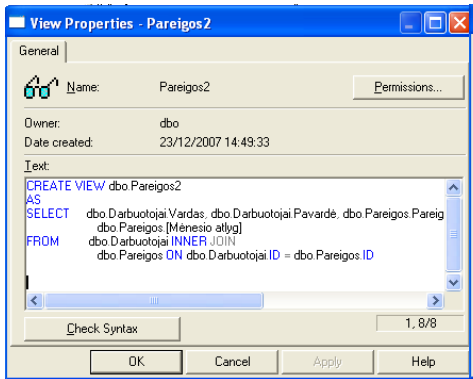 View Properties - Pareigos2
General
Name: Pareigos2
Permissions...
Owner: dbo
Date created: 23/12/2007 14:49:33
Text:
CREATE VIEW dbo.Pareigos2
AS
SELECT dbo.Darbuotojai.Vardas, dbo.Darbuotojai.Pavardė, dbo.Pareigos.Pareig
dbo.Pareigos.[Mėnesio atlyg]
FROM dbo.Darbuotojai INNER JOIN
dbo.Pareigos ON dbo.Darbuotojai.ID = dbo.Pareigos.ID
Check Syntax
1, 8/8
OK Cancel Apply Help